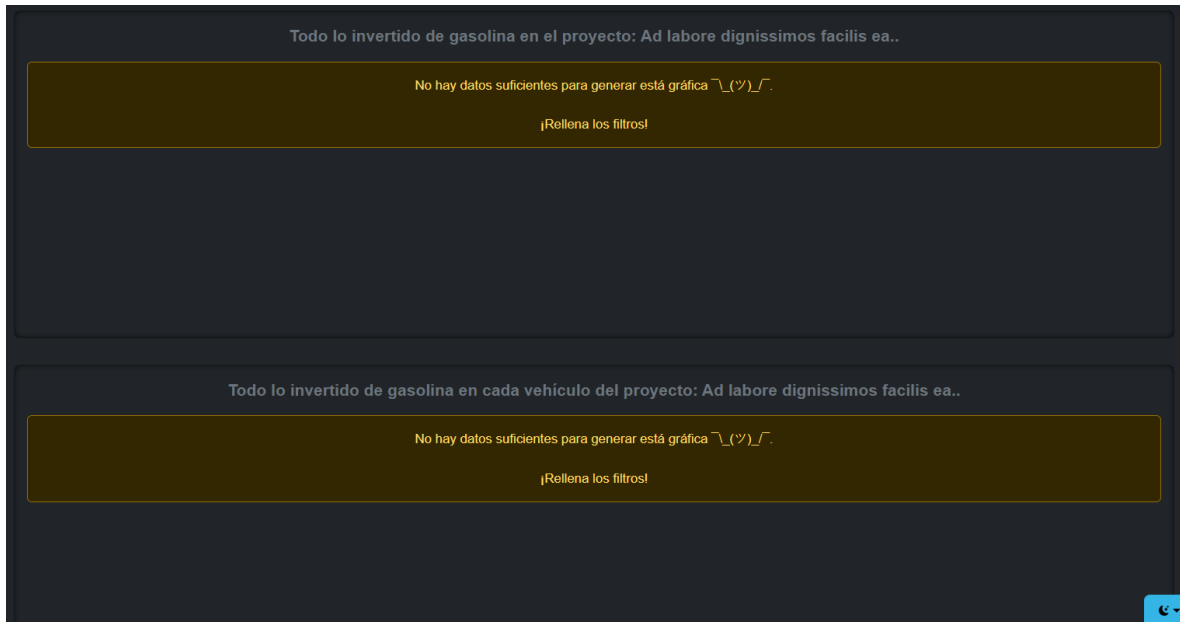 Todo lo invertido de gasolina en el proyecto: Ad labore dignissimos facilis ea..
No hay datos suficientes para generar está gráfica ¯\_(ツ)_/¯.
¡Rellena los filtros!
Todo lo invertido de gasolina en cada vehículo del proyecto: Ad labore dignissimos facilis ea..
No hay datos suficientes para generar está gráfica ¯\_(ツ)_/¯.
¡Rellena los filtros!